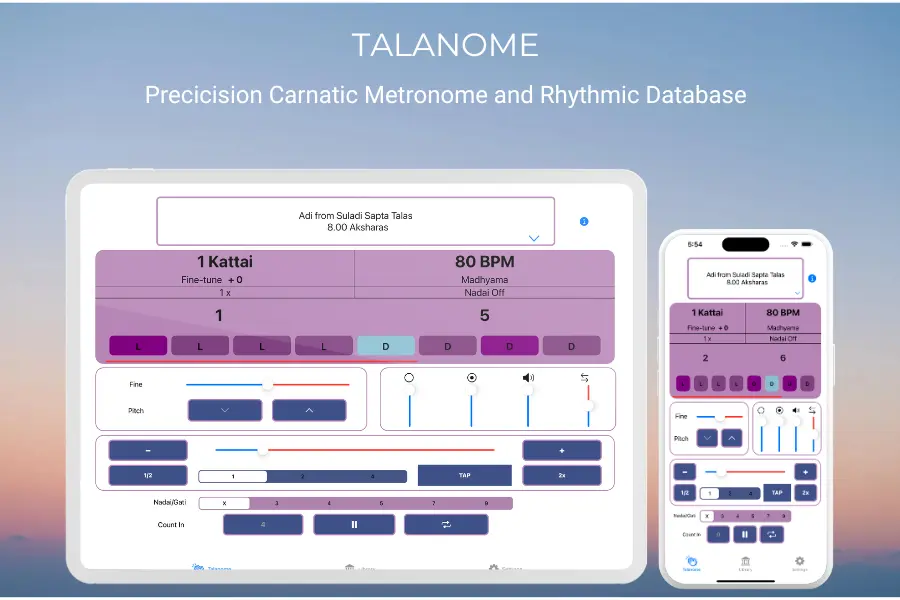 TALANOME
Precicision Carnatic Metronome and Rhythmic Database
Adi from Suladi Sapta Talas
8.00 Aksharas
1 Kattai
80 BPM
Fine-tune + 0
Madhyama
1 x
Nadai Off
1
5
L L L L D D D D
Fine
Pitch
− +
1/2 1 2 4 TAP 2x
Nadai/Gati X 3 4 5 7 9
Count In 4
Talanome Library Settings
5:54
Adi from Suladi Sapta Talas
8.00 Aksharas
1 Kattai
80 BPM
Fine-tune + 0
Madhyama
1 x
Nadai Off
2
6
L L L L D D D D
Fine
Pitch
− +
1/2 1 2 4 TAP 2x
Nadai/Gati X 3 4 5 7 9
Count In
Talanome Library Settings